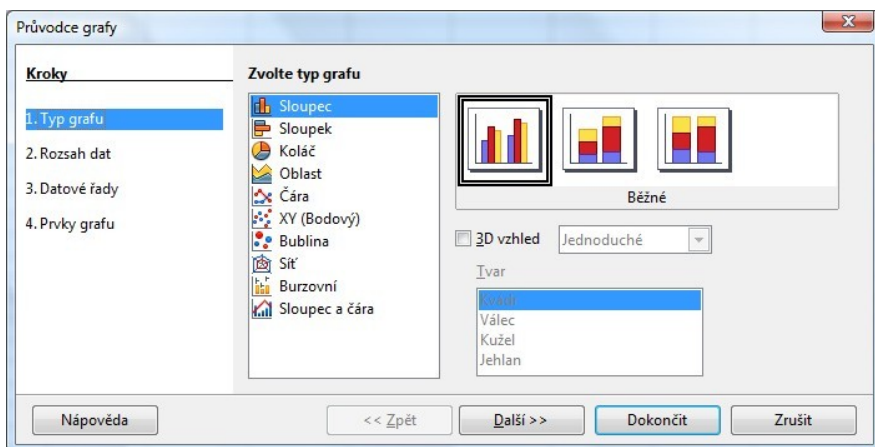 Průvodce grafy
Kroky
1. Typ grafu
2. Rozsah dat
3. Datové řady
4. Prvky grafu
Zvolte typ grafu
Sloupec
Sloupek
Koláč
Oblast
Čára
XY (Bodový)
Bublina
Síť
Burzovní
Sloupec a čára
Běžné
3D vzhled Jednoduché
Tvar
Kvádr
Válec
Kužel
Jehlan
Nápověda << Zpět Další >> Dokončit Zrušit